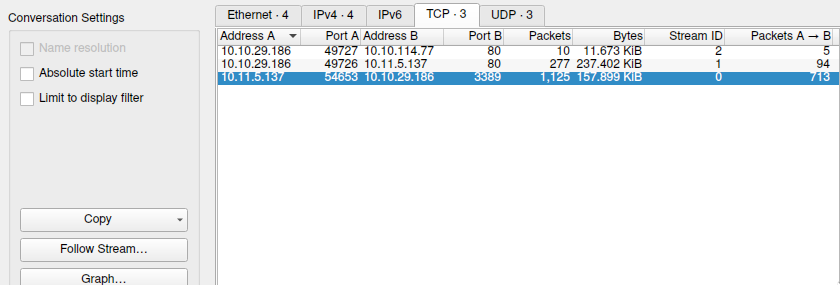 Conversation Settings
Name resolution
Absolute start time
Limit to display filter
Copy
Follow Stream…
Graph…
Ethernet · 4 IPv4 · 4 IPv6 TCP · 3 UDP · 3
Address A Port A Address B Port B Packets Bytes Stream ID Packets A → B
10.10.29.186 49727 10.10.114.77 80 10 11.673 KiB 2 5
10.10.29.186 49726 10.11.5.137 80 277 237.402 KiB 1 94
10.11.5.137 54653 10.10.29.186 3389 1,125 157.899 KiB 0 713